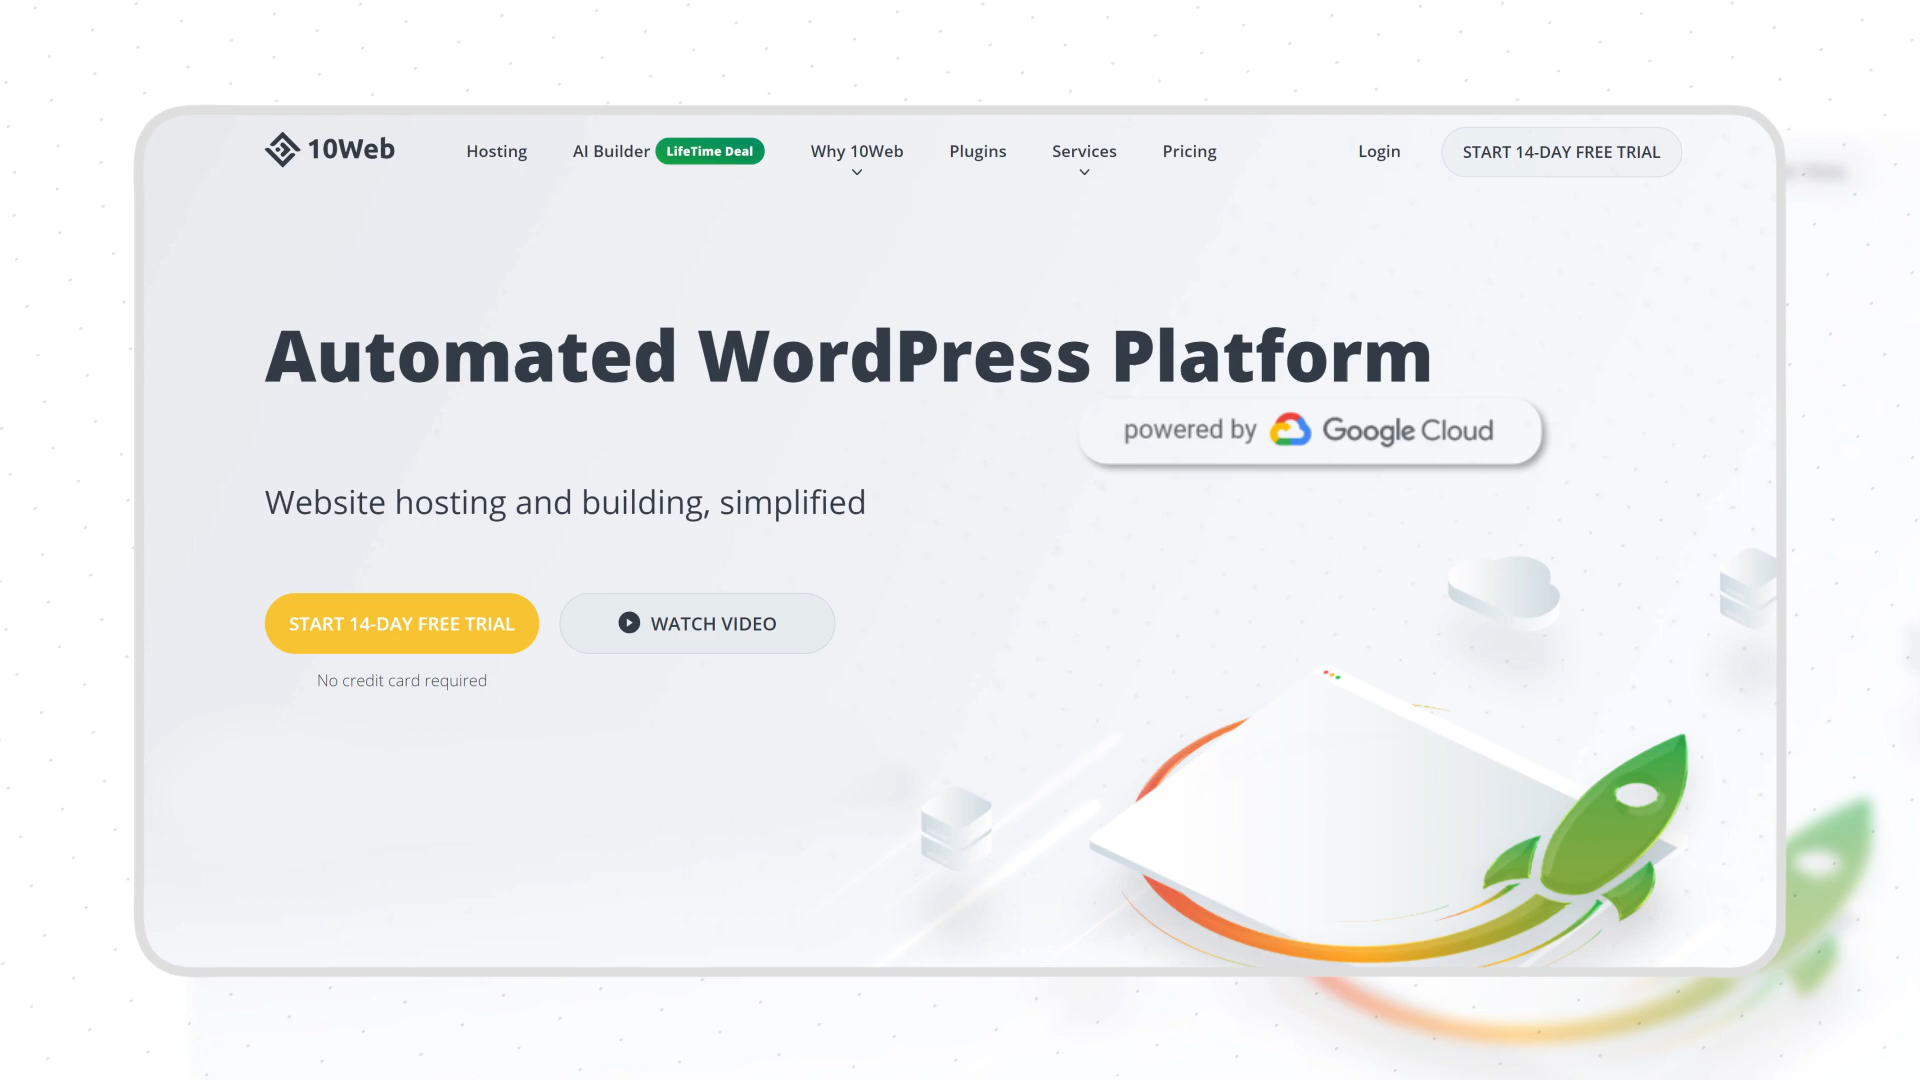 10Web Hosting AI Builder LifeTime Deal Why 10Web Plugins Services Pricing Login START 14-DAY FREE TRIAL
Automated WordPress Platform
powered by Google Cloud
Website hosting and building, simplified
START 14-DAY FREE TRIAL WATCH VIDEO
No credit card required